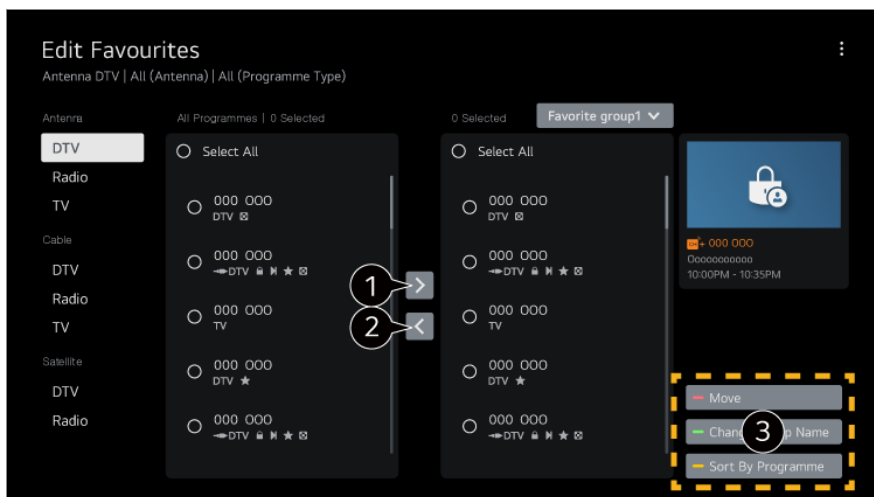 Edit Favourites
Antenna DTV | All (Antenna) | All (Programme Type)
Antenna
DTV
Radio
TV
Cable
DTV
Radio
TV
Satellite
DTV
Radio
All Programmes | 0 Selected
Select All
000 000
DTV
000 000
DTV
000 000
TV
000 000
DTV
000 000
DTV
1
2
0 Selected
Favorite group1
Select All
000 000
DTV
000 000
DTV
000 000
TV
000 000
DTV
000 000
DTV
000 000
Oooooooooo
10:00PM - 10:35PM
Move
3
Name
Sort By Programme